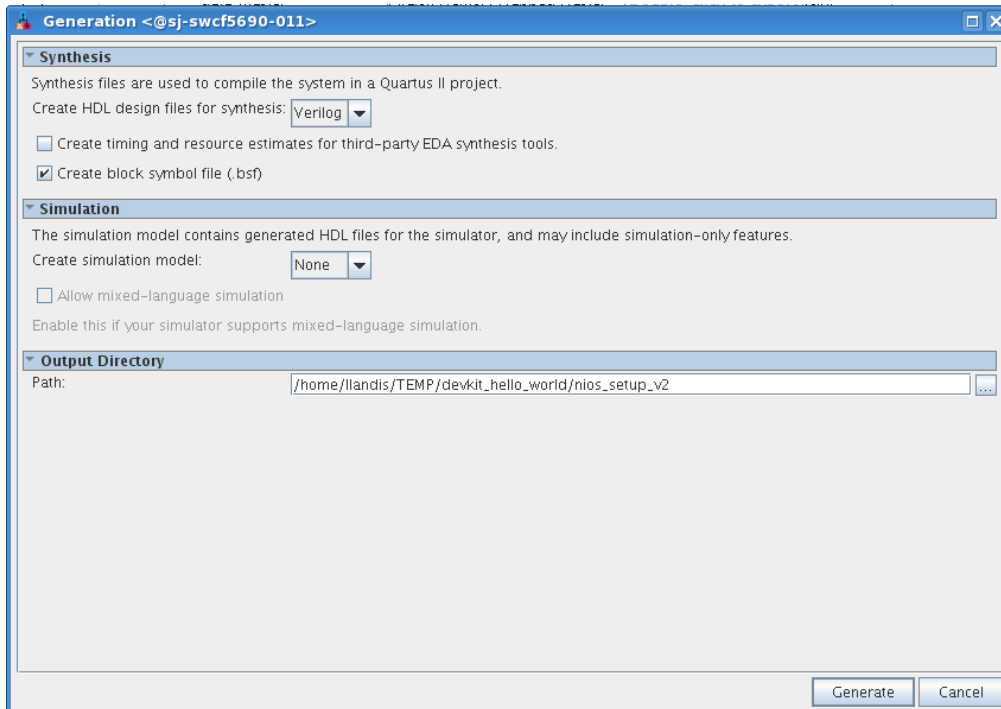 Generation <@sj-swcf5690-011>
Synthesis
Synthesis files are used to compile the system in a Quartus II project.
Create HDL design files for synthesis: Verilog
Create timing and resource estimates for third-party EDA synthesis tools.
Create block symbol file (.bsf)
Simulation
The simulation model contains generated HDL files for the simulator, and may include simulation-only features.
Create simulation model: None
Allow mixed-language simulation
Enable this if your simulator supports mixed-language simulation.
Output Directory
Path: /home/llandis/TEMP/devkit_hello_world/nios_setup_v2 ...
Generate Cancel